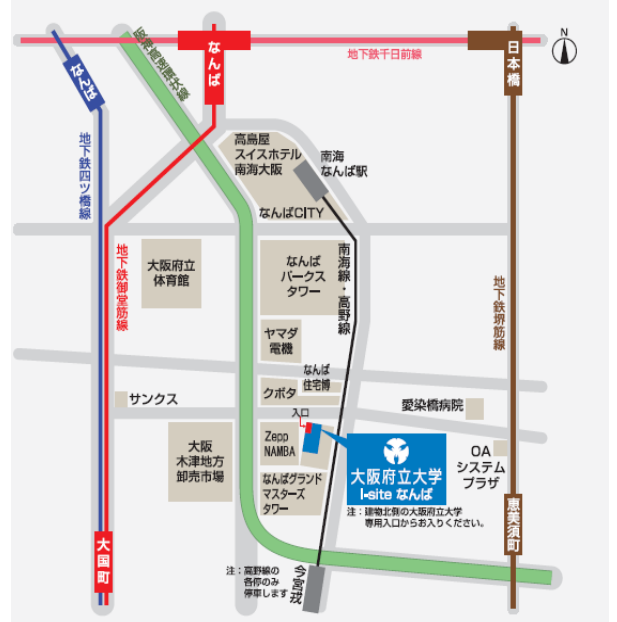 N
地下鉄千日前線
なんば
なんば
日本橋
阪神高速環状線
地下鉄四ツ橋線
高島屋
スイスホテル
南海大阪
南海
なんば駅
なんばCITY
地下鉄御堂筋線
大阪府立
体育館
なんば
パークス
タワー
南海線・高野線
地下鉄堺筋線
ヤマダ
電機
なんば
住宅博
クボタ
サンクス
愛染橋病院
入口
大阪
木津地方
卸売市場
Zepp
NAMBA
大阪府立大学
I-site なんば
OA
システム
プラザ
なんばグランド
マスターズ
タワー
注：建物北側の大阪府立大学
専用入口からお入りください。
大国町
恵美須町
注：高野線の
各停のみ
停車します
今宮戎